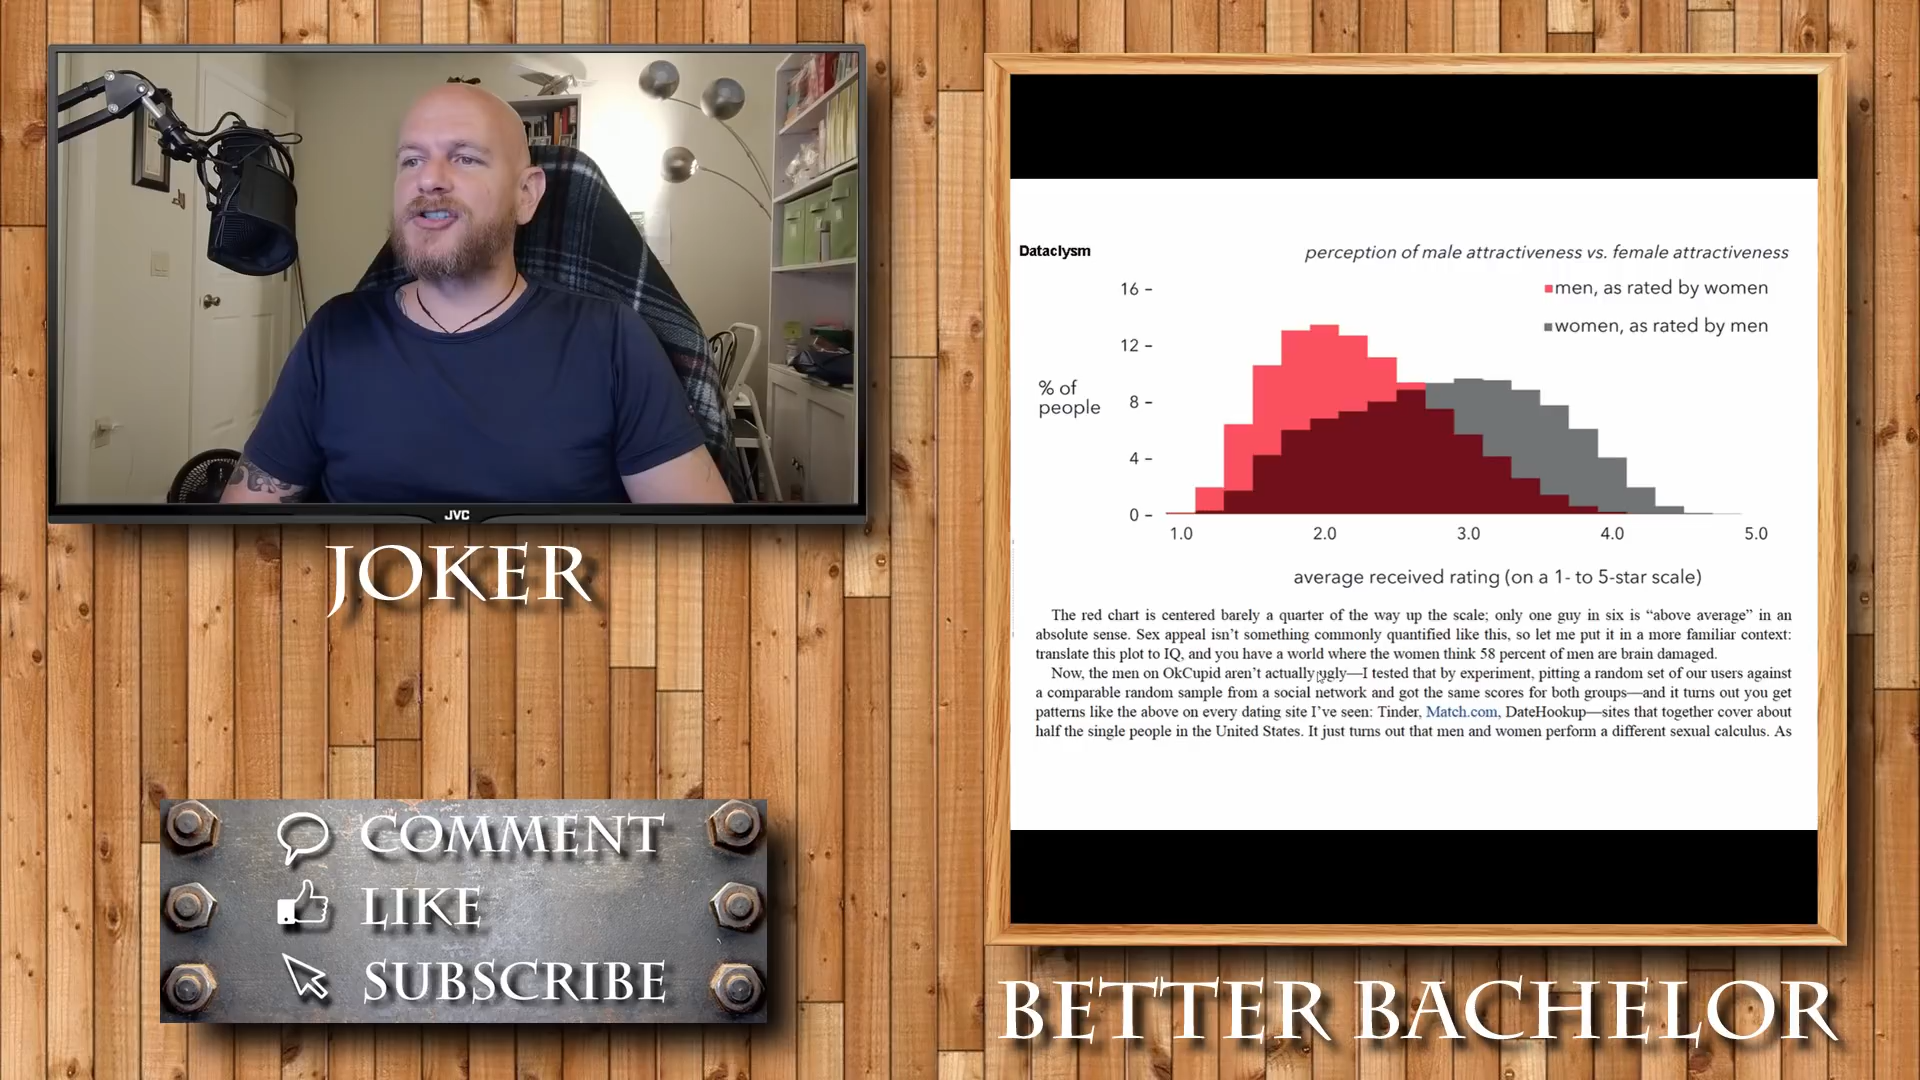 JVC
JOKER
COMMENT
LIKE
SUBSCRIBE
Dataclysm
perception of male attractiveness vs. female attractiveness
men, as rated by women
women, as rated by men
% of
people
16 –
12 –
8 –
4 –
0 –
1.0 2.0 3.0 4.0 5.0
average received rating (on a 1- to 5-star scale)
The red chart is centered barely a quarter of the way up the scale; only one guy in six is “above average” in an
absolute sense. Sex appeal isn’t something commonly quantified like this, so let me put it in a more familiar context:
translate this plot to IQ, and you have a world where the women think 58 percent of men are brain damaged.
Now, the men on OkCupid aren’t actually ugly—I tested that by experiment, pitting a random set of our users against
a comparable random sample from a social network and got the same scores for both groups—and it turns out you get
patterns like the above on every dating site I’ve seen: Tinder, Match.com, DateHookup—sites that together cover about
half the single people in the United States. It just turns out that men and women perform a different sexual calculus. As
BETTER BACHELOR